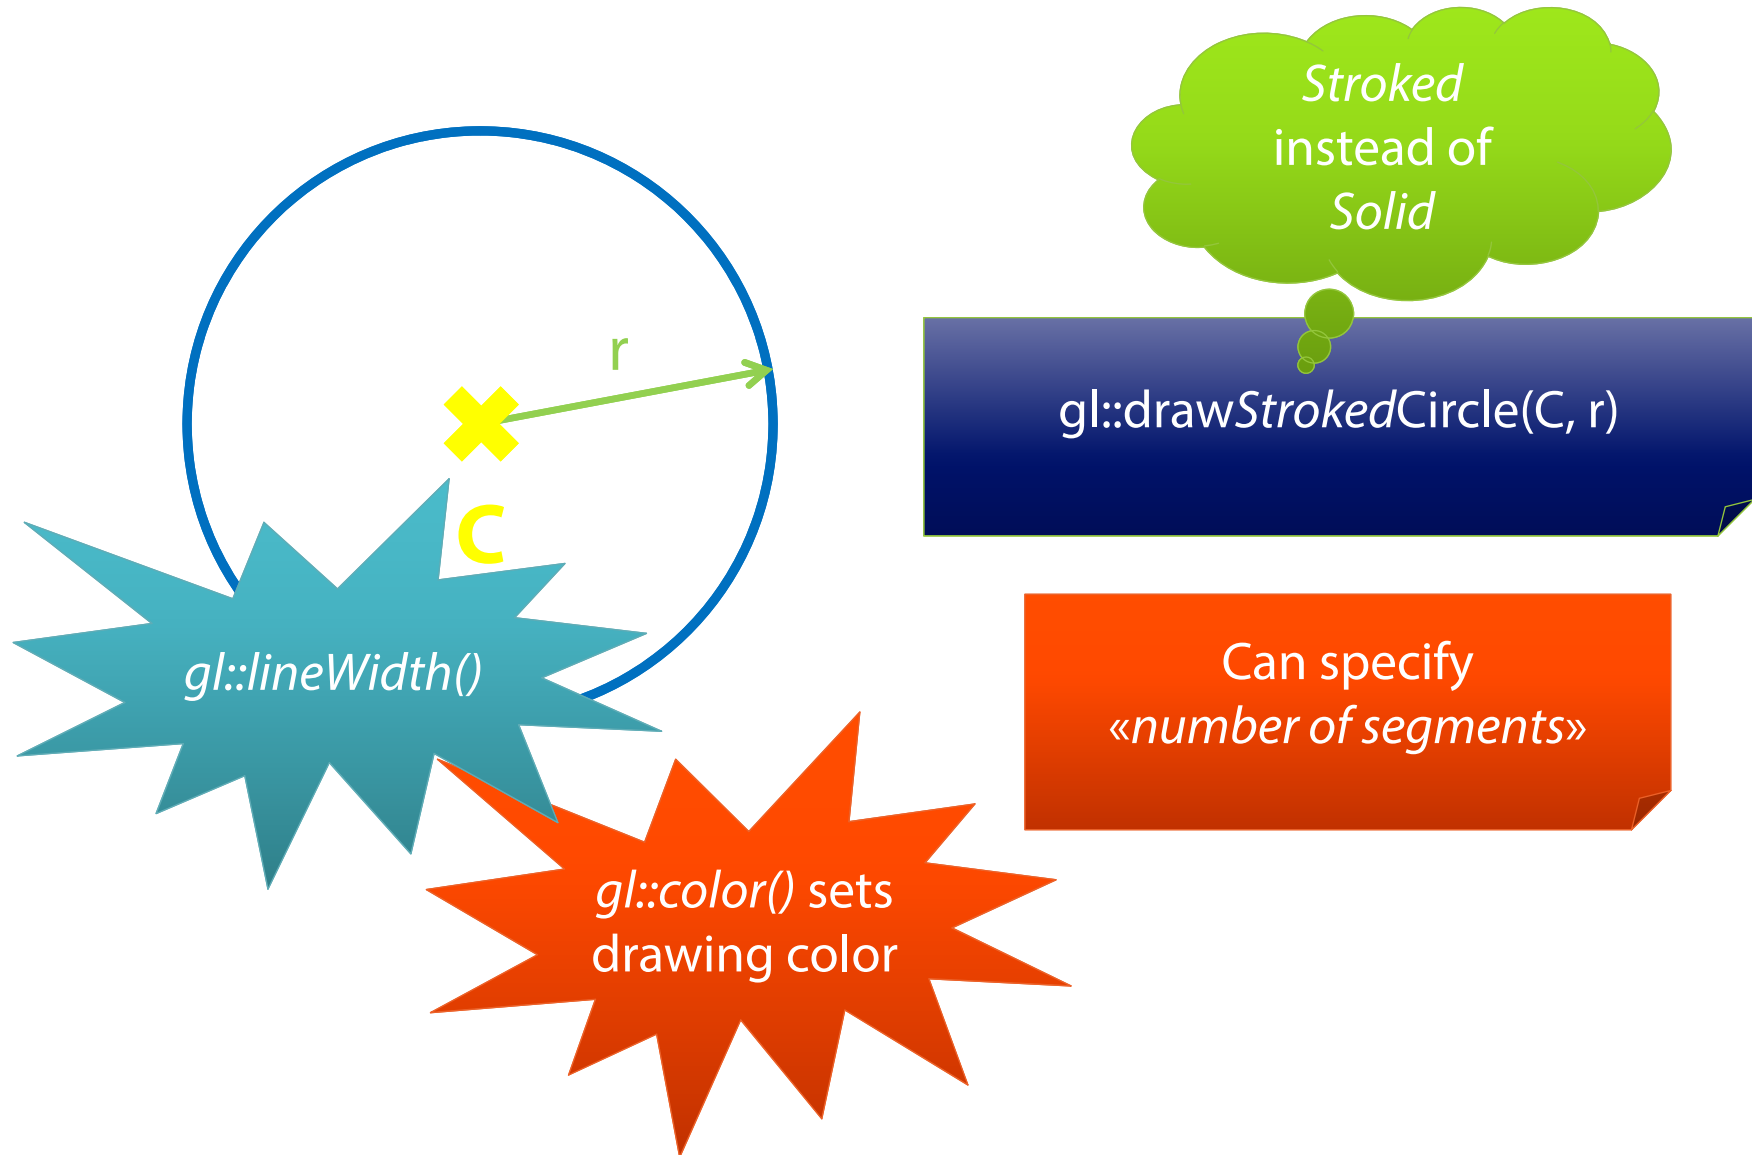 Stroked
instead of
Solid
r
gl::drawStrokedCircle(C, r)
C
gl::lineWidth()
Can specify
«number of segments»
gl::color() sets
drawing color